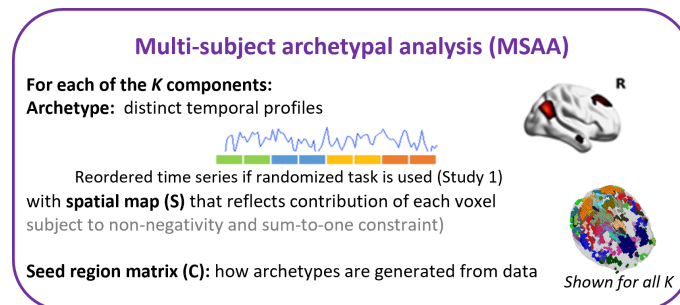 Multi-subject archetypal analysis (MSAA)
For each of the K components:
Archetype: distinct temporal profiles
R
Reordered time series if randomized task is used (Study 1)
with spatial map (S) that reflects contribution of each voxel
subject to non-negativity and sum-to-one constraint)
Seed region matrix (C): how archetypes are generated from data
Shown for all K